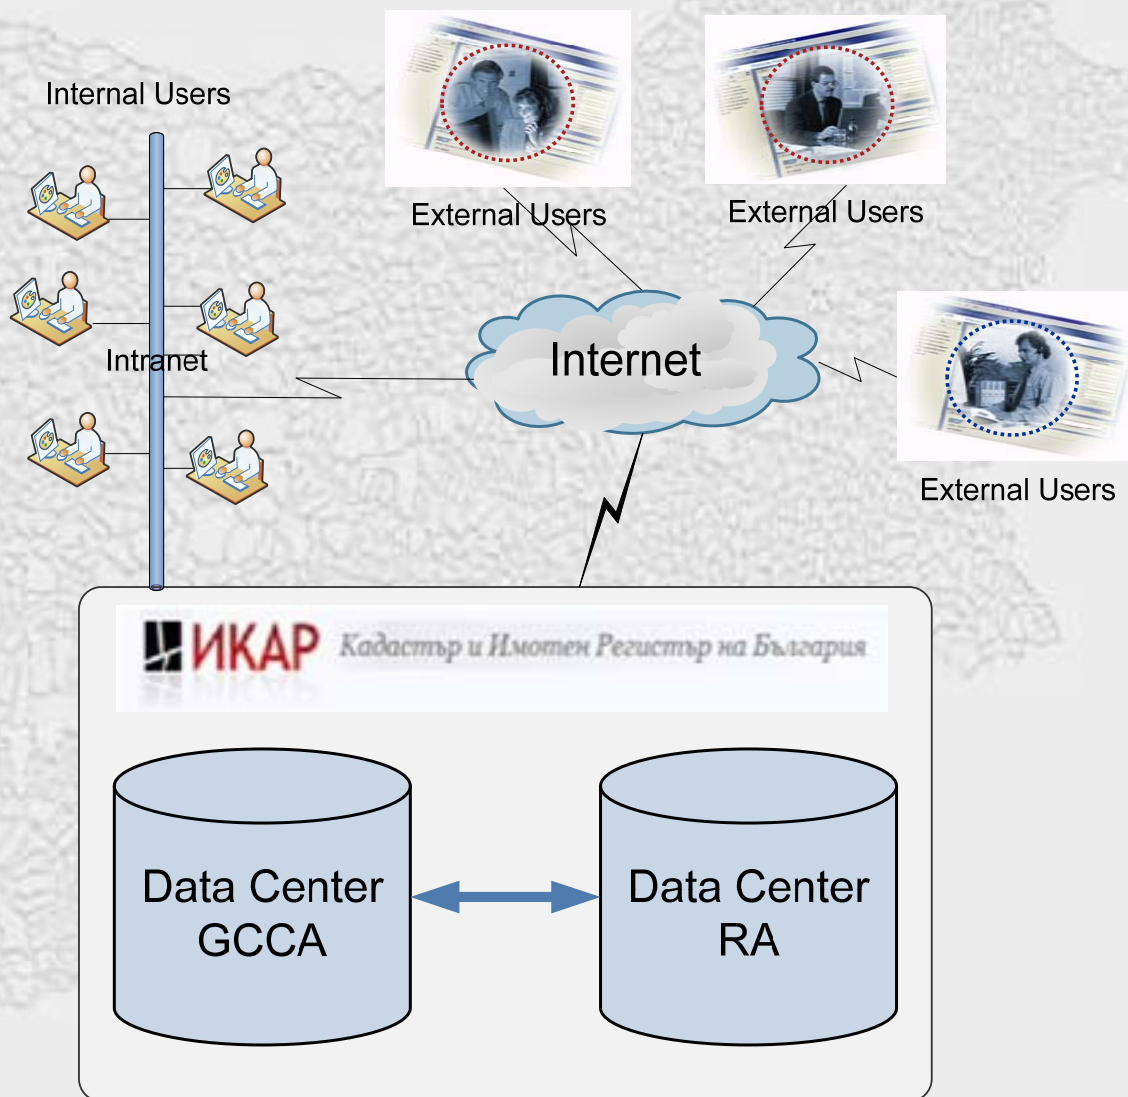 Internal Users
External Users
External Users
Internet
Intranet
External Users
ИКАР Кадастър и Имотен Регистър на България
Data Center
GCCA
Data Center
RA